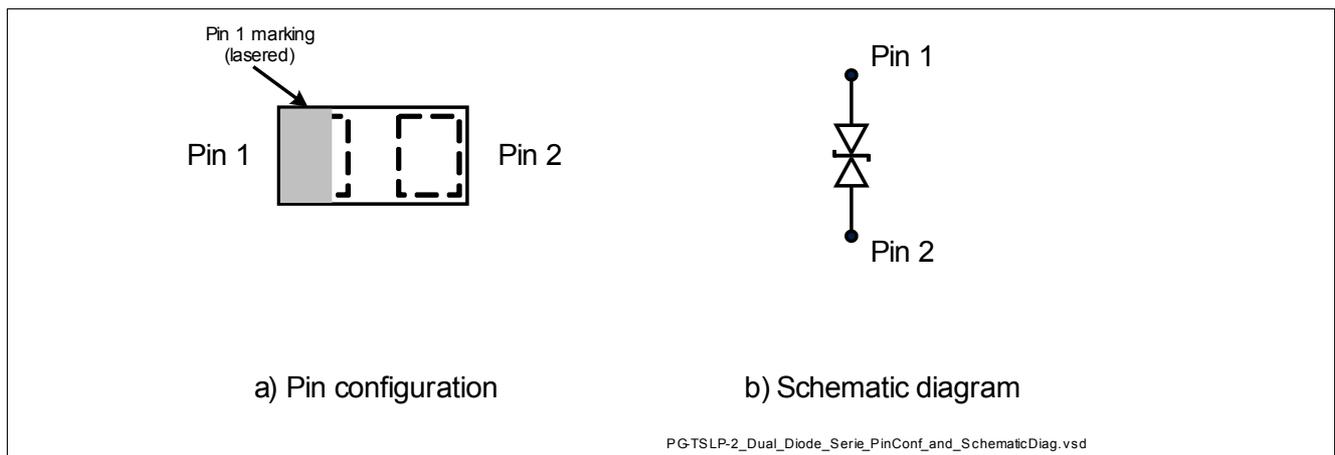 Pin 1 marking
(lasered)
Pin 1
Pin 2
Pin 1
Pin 2
a) Pin configuration
b) Schematic diagram
PG-TSLP-2_Dual_Diode_Serie_PinConf_and_SchematicDiag.vsd